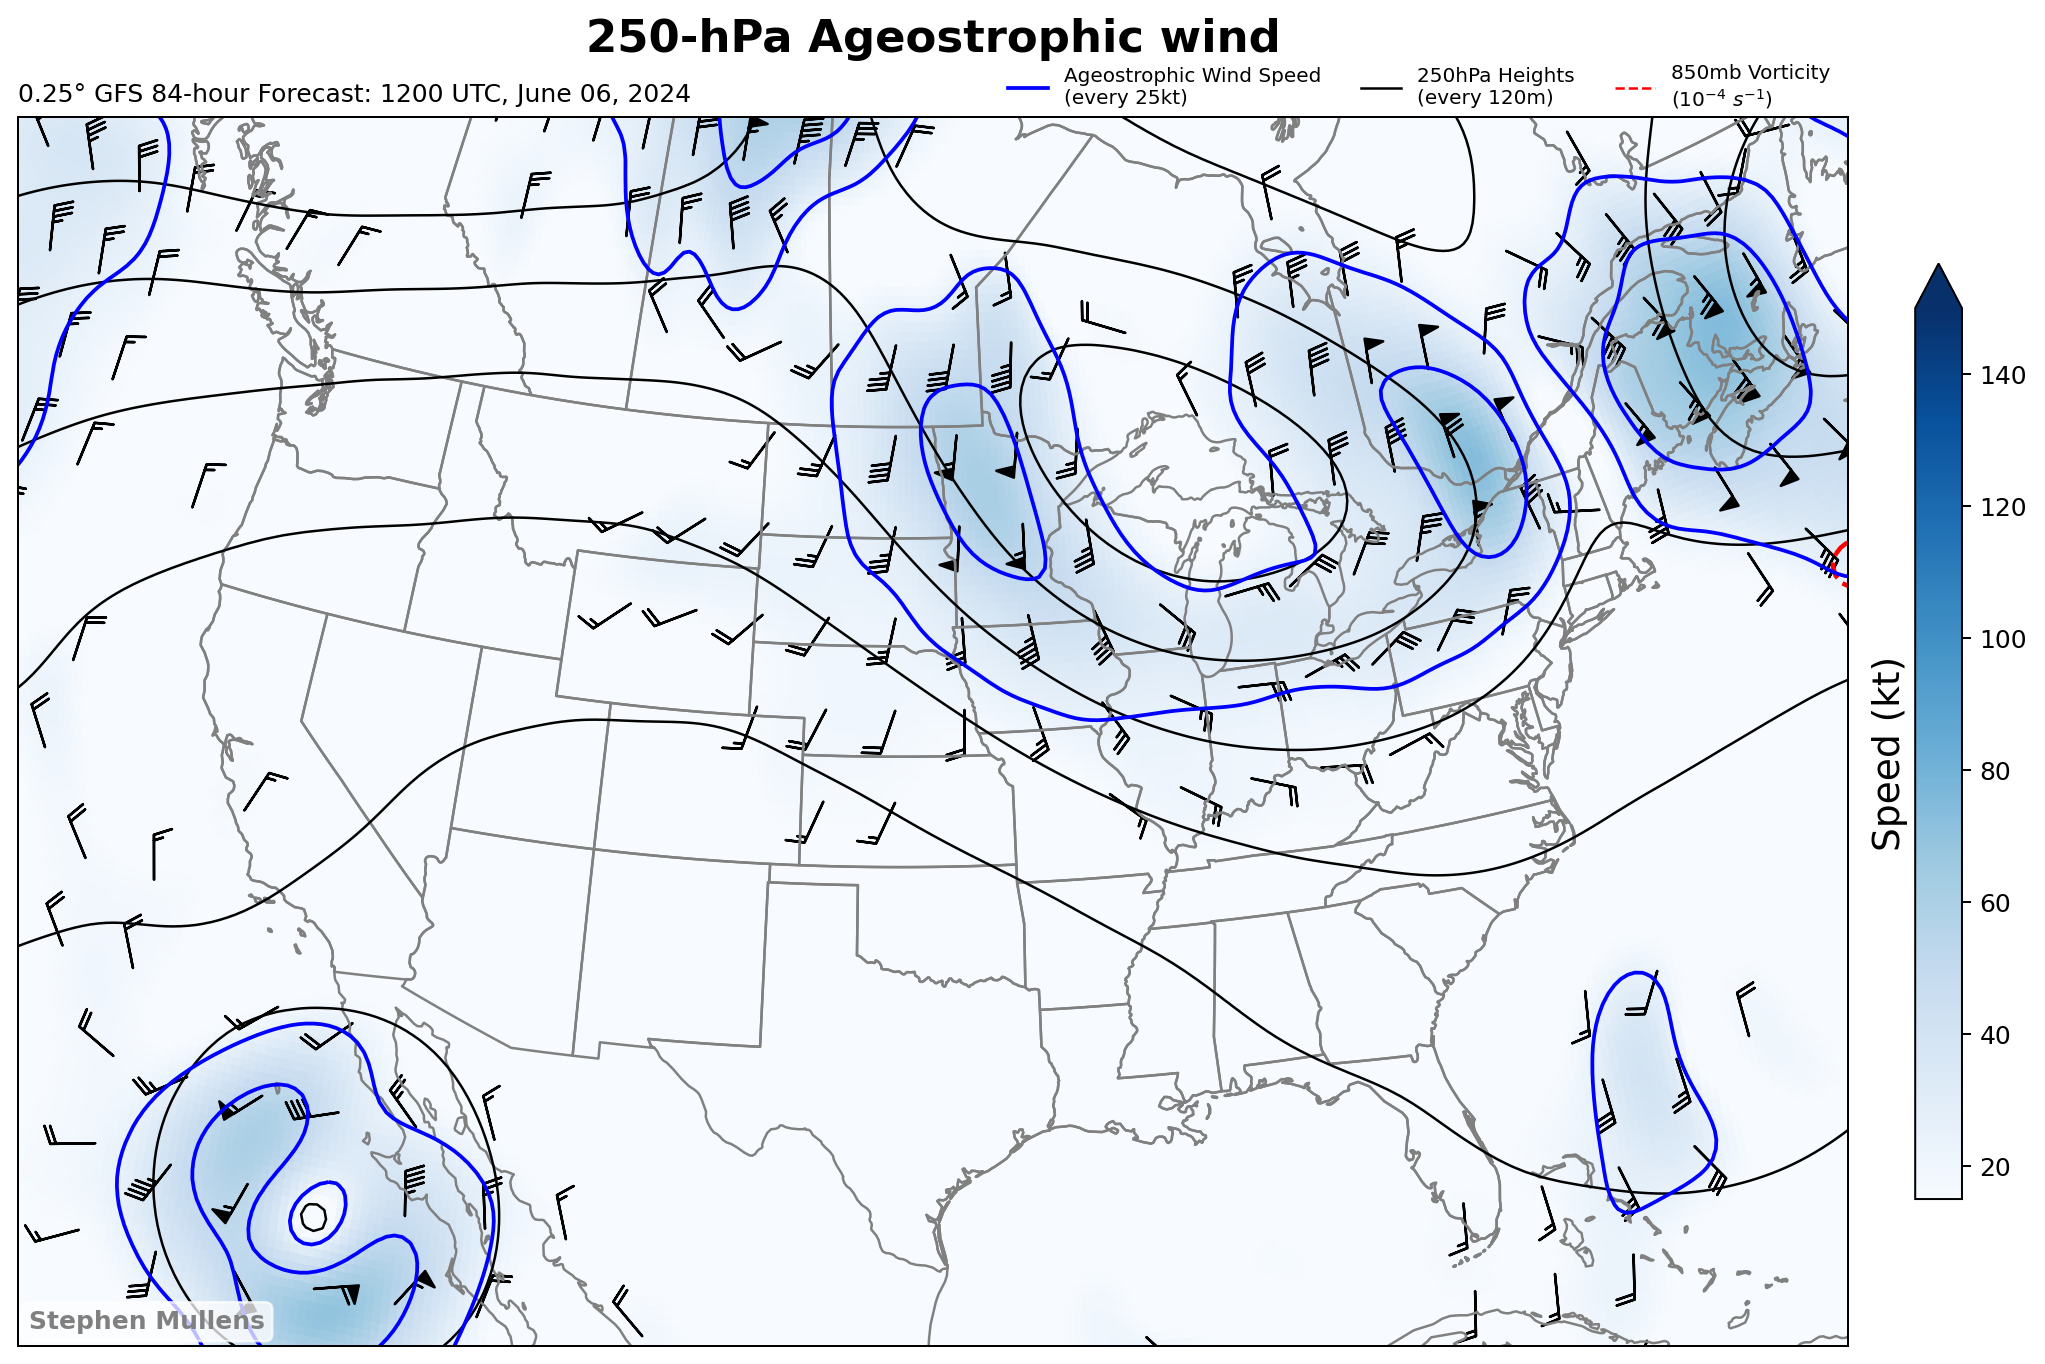 250-hPa Ageostrophic wind
0.25° GFS 84-hour Forecast: 1200 UTC, June 06, 2024
Ageostrophic Wind Speed
(every 25kt)
250hPa Heights
(every 120m)
850mb Vorticity
(10⁻⁴ s⁻¹)
140
120
100
80
60
40
20
Speed (kt)
Stephen Mullens